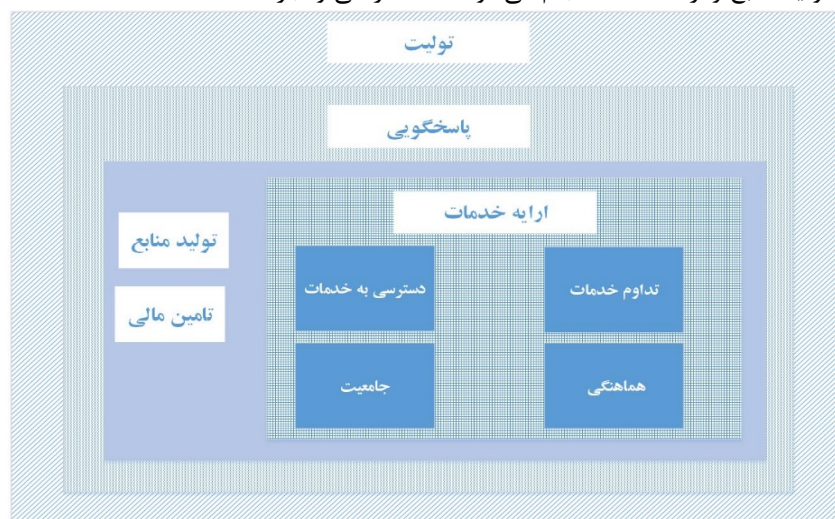 تولیت
پاسخگویی
ارایه خدمات
تولید منابع
تداوم خدمات
دسترسی به خدمات
تامین مالی
هماهنگی
جامعیت